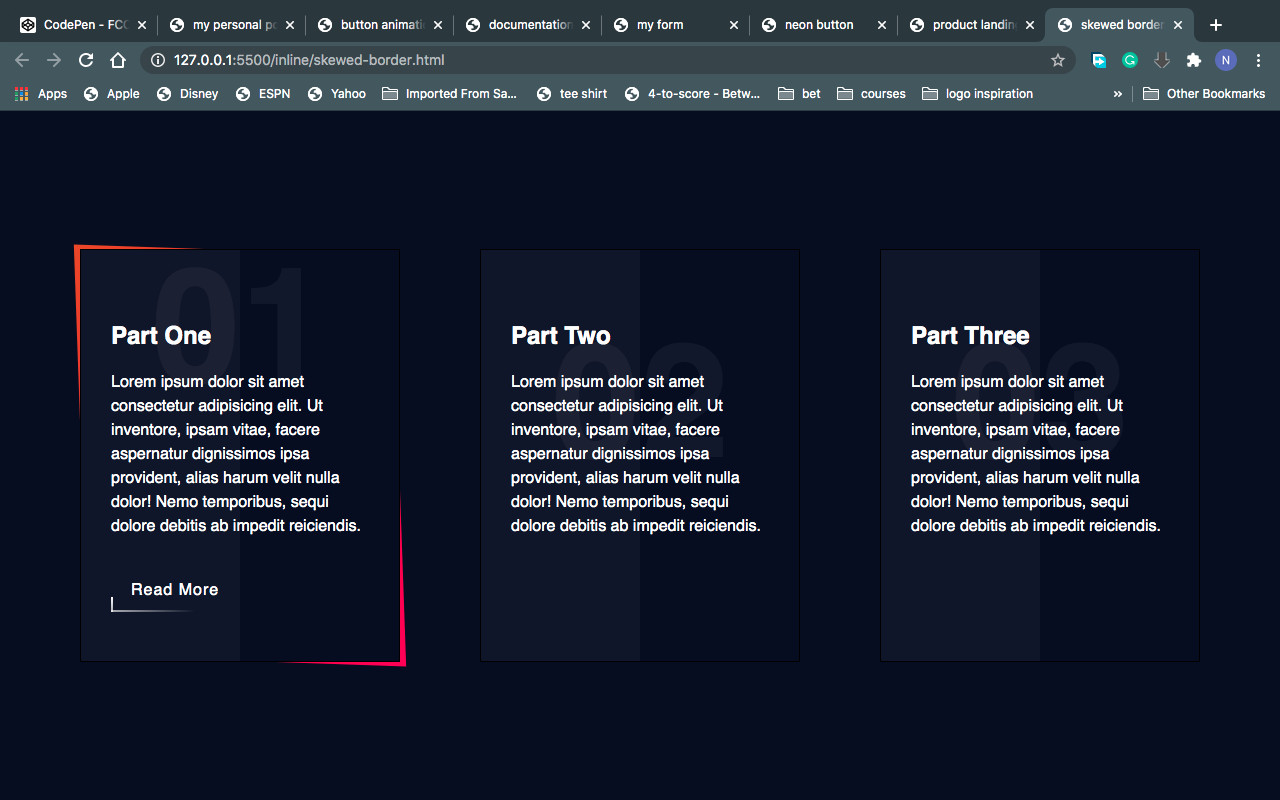 CodePen - FCC
my personal po
button animati
documentation
my form
neon button
product landin
skewed border
127.0.0.1:5500/inline/skewed-border.html
G
N
Apps
Apple
Disney
ESPN
Yahoo
Imported From Sa...
tee shirt
4-to-score - Betw...
bet
courses
logo inspiration
»
Other Bookmarks
01
Part One
Lorem ipsum dolor sit amet
consectetur adipisicing elit. Ut
inventore, ipsam vitae, facere
aspernatur dignissimos ipsa
provident, alias harum velit nulla
dolor! Nemo temporibus, sequi
dolore debitis ab impedit reiciendis.
Read More
02
Part Two
Lorem ipsum dolor sit amet
consectetur adipisicing elit. Ut
inventore, ipsam vitae, facere
aspernatur dignissimos ipsa
provident, alias harum velit nulla
dolor! Nemo temporibus, sequi
dolore debitis ab impedit reiciendis.
03
Part Three
Lorem ipsum dolor sit amet
consectetur adipisicing elit. Ut
inventore, ipsam vitae, facere
aspernatur dignissimos ipsa
provident, alias harum velit nulla
dolor! Nemo temporibus, sequi
dolore debitis ab impedit reiciendis.